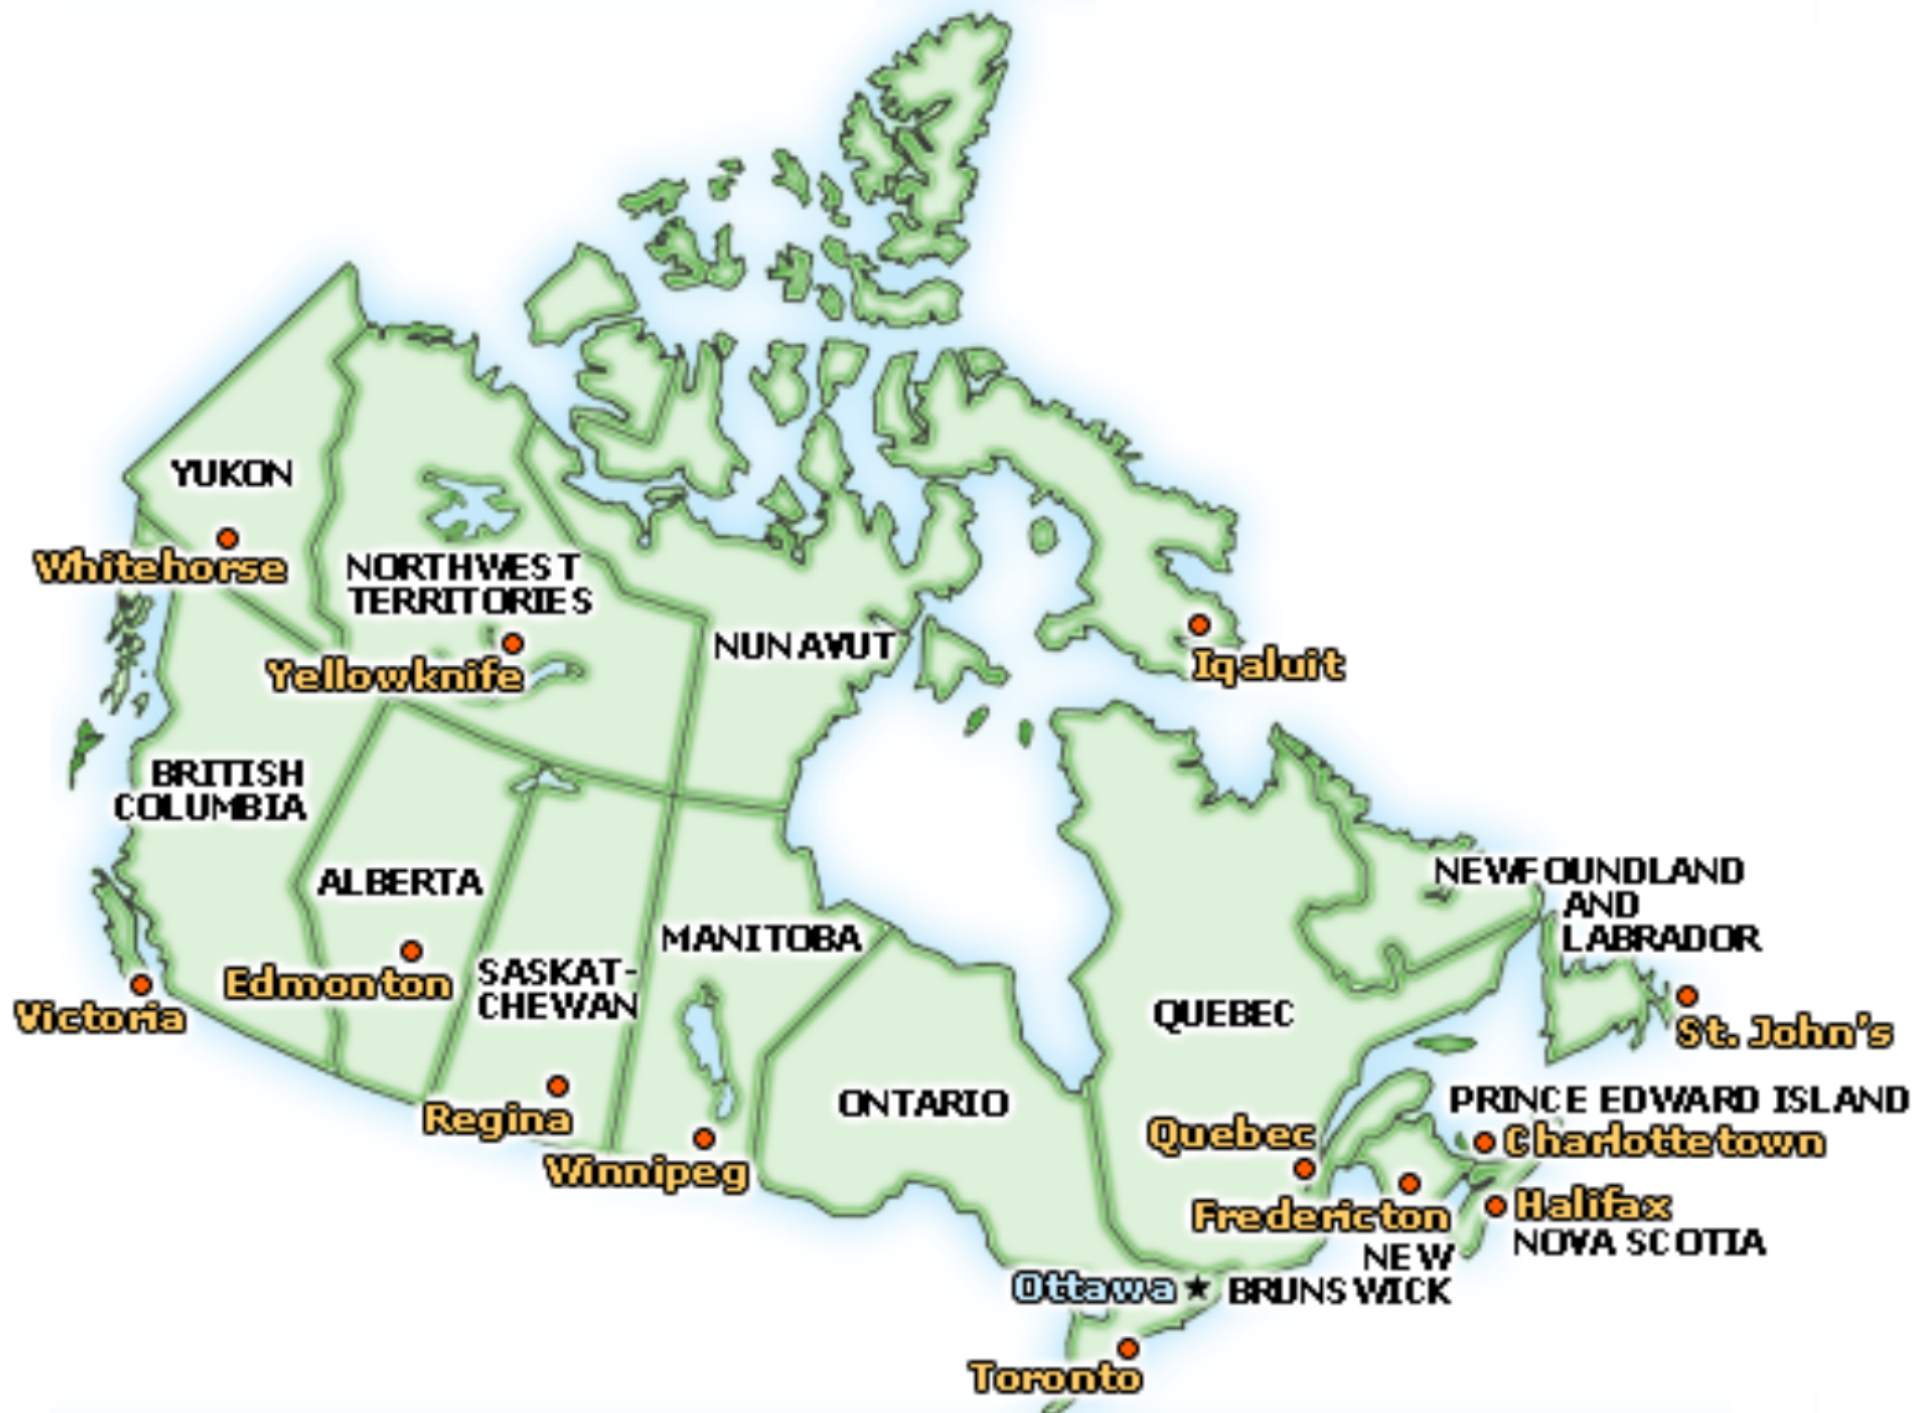 YUKON
Whitehorse
NORTHWEST
TERRITORIES
Yellowknife
NUNAVUT
Iqaluit
BRITISH
COLUMBIA
Victoria
ALBERTA
Edmonton
SASKAT-
CHEWAN
Regina
MANITOBA
Winnipeg
ONTARIO
Ottawa
Toronto
QUEBEC
Quebec
NEWFOUNDLAND
AND
LABRADOR
St. John's
PRINCE EDWARD ISLAND
Charlottetown
Halifax
NOVA SCOTIA
Fredericton
NEW
BRUNSWICK